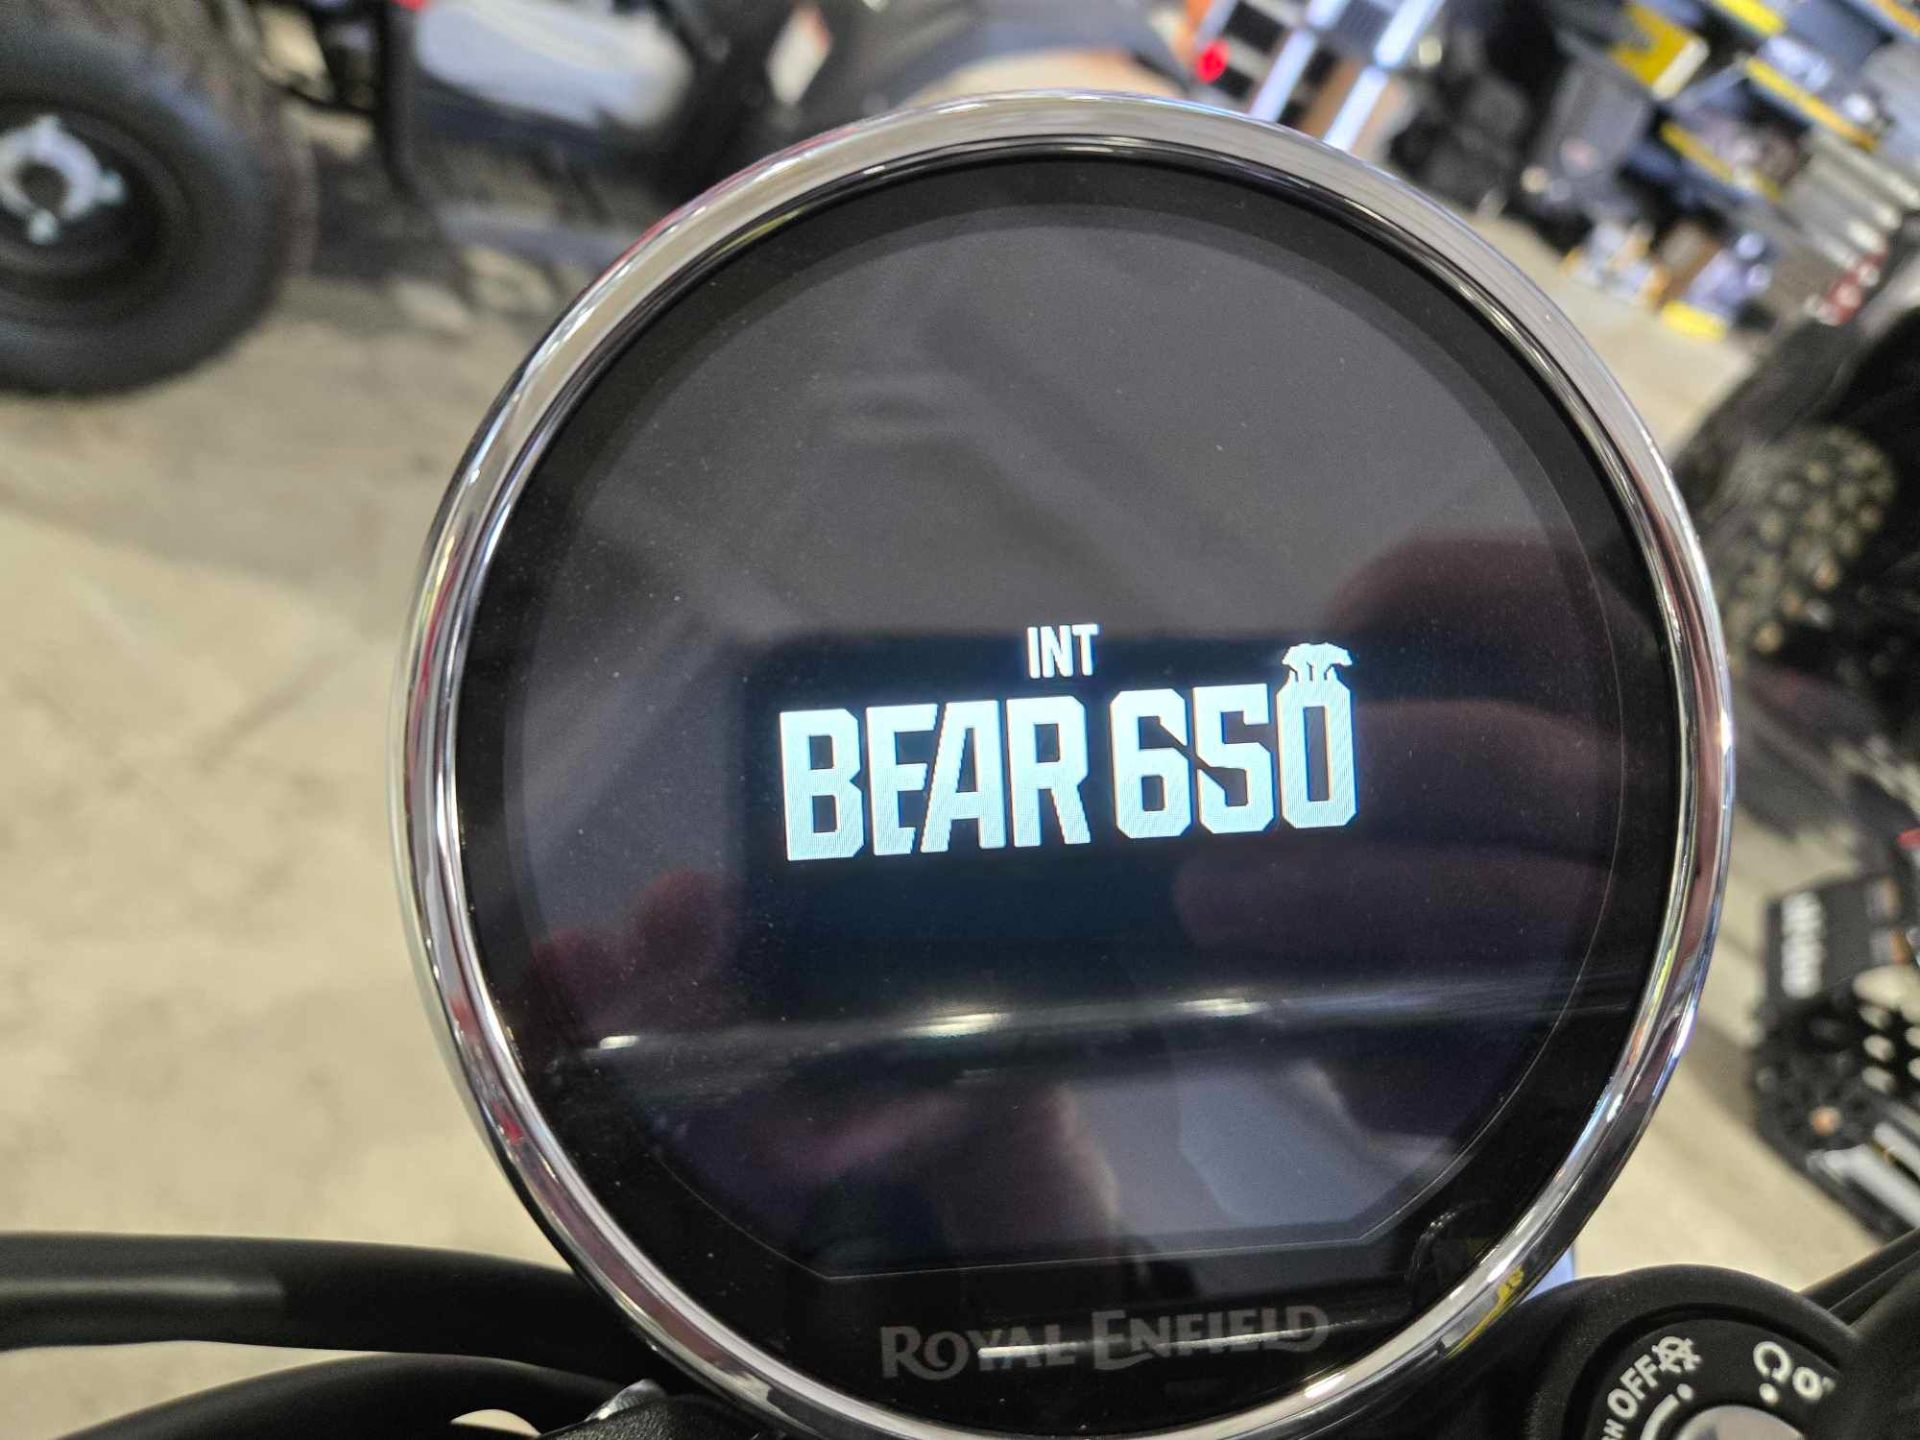 INT
BEAR 650
ROYAL ENFIELD
OFF